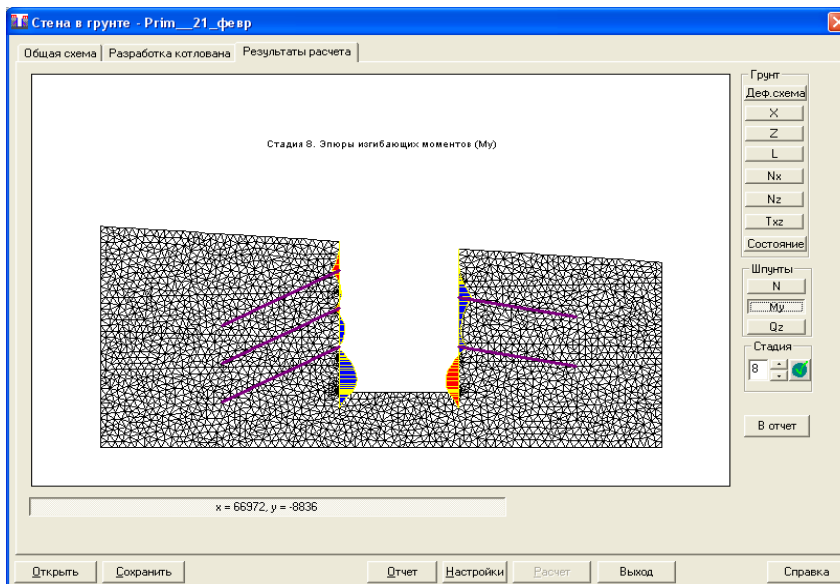 Стена в грунте - Prim__21_февр
Общая схема
Разработка котлована
Результаты расчета
Стадия 8. Эпюры изгибающих моментов (My)
Грунт
Деф.схема
X
Z
L
Nx
Nz
Txz
Состояние
Шпунты
N
My
Qz
Стадия
8
В отчет
x = 66972, y = -8836
Открыть
Сохранить
Отчет
Настройки
Расчет
Выход
Справка